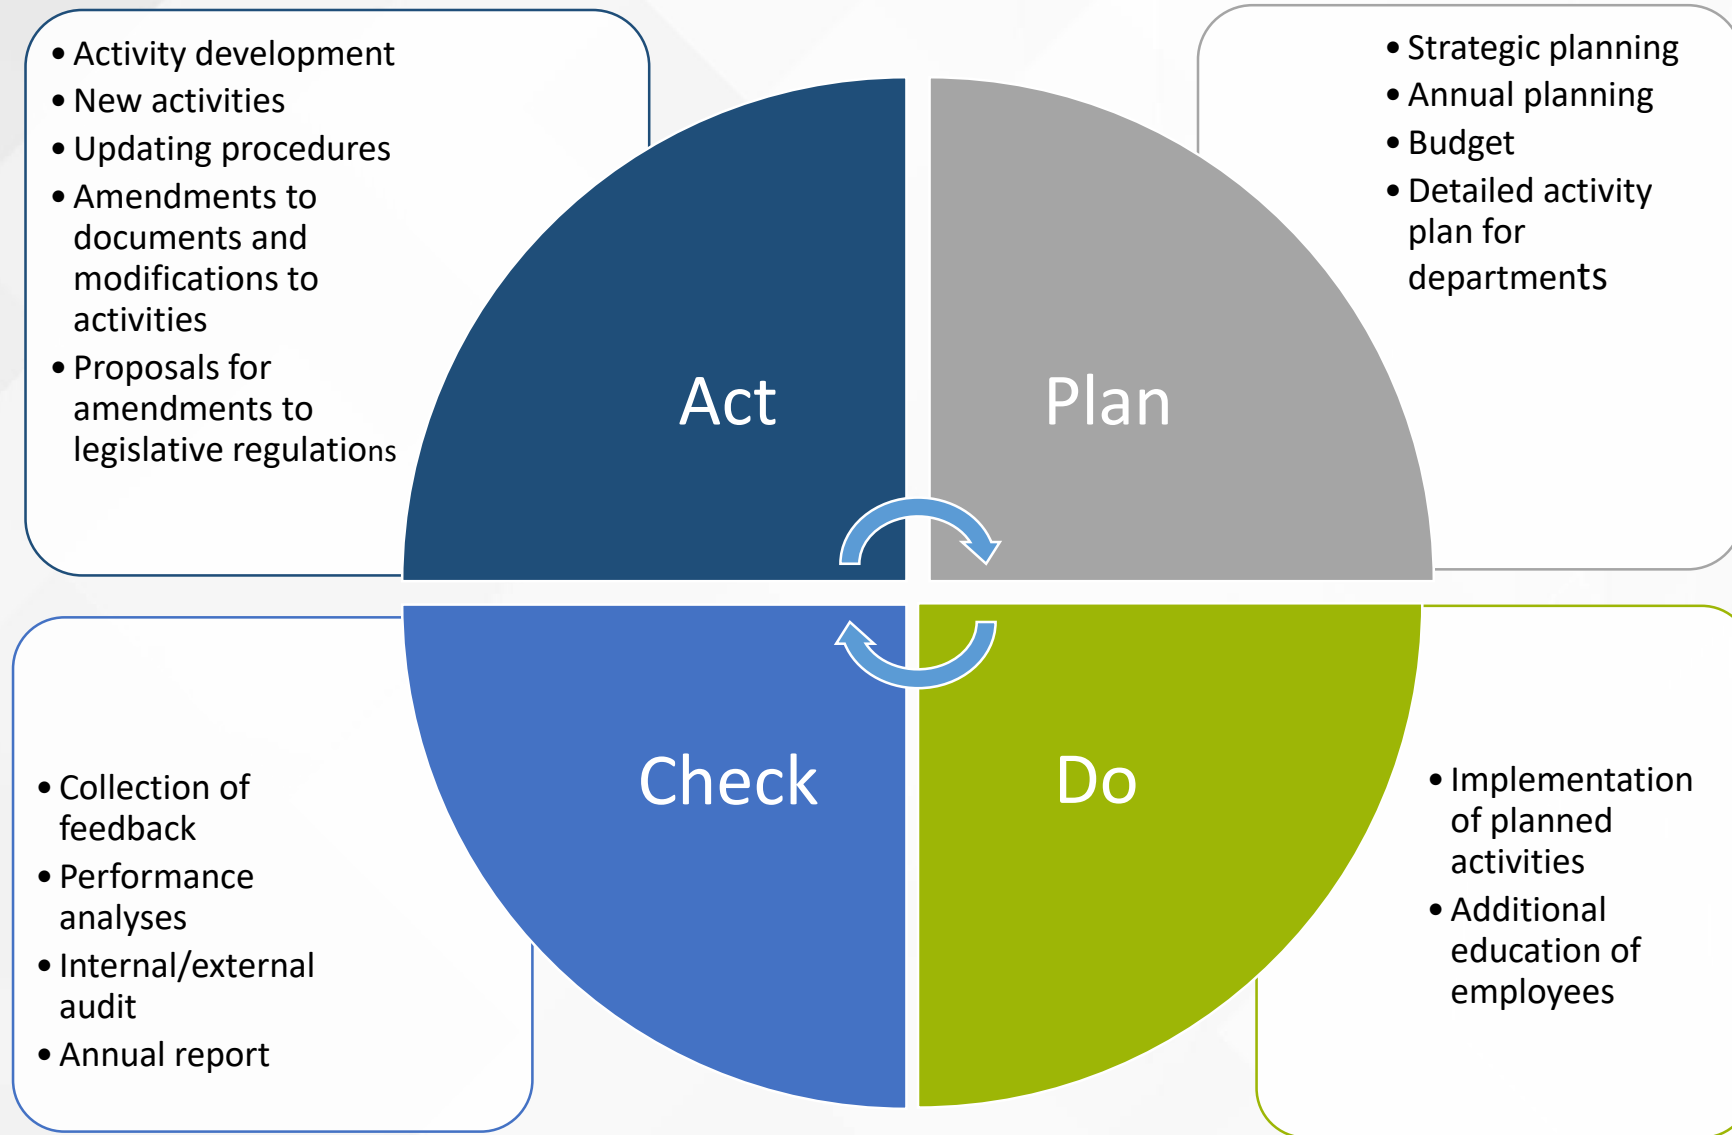 • Activity development
• New activities
• Updating procedures
• Amendments to
documents and
modifications to
activities
• Proposals for
amendments to
legislative regulations
• Strategic planning
• Annual planning
• Budget
• Detailed activity
plan for
departments
Act
Plan
Check
Do
• Collection of
feedback
• Performance
analyses
• Internal/external
audit
• Annual report
• Implementation
of planned
activities
• Additional
education of
employees